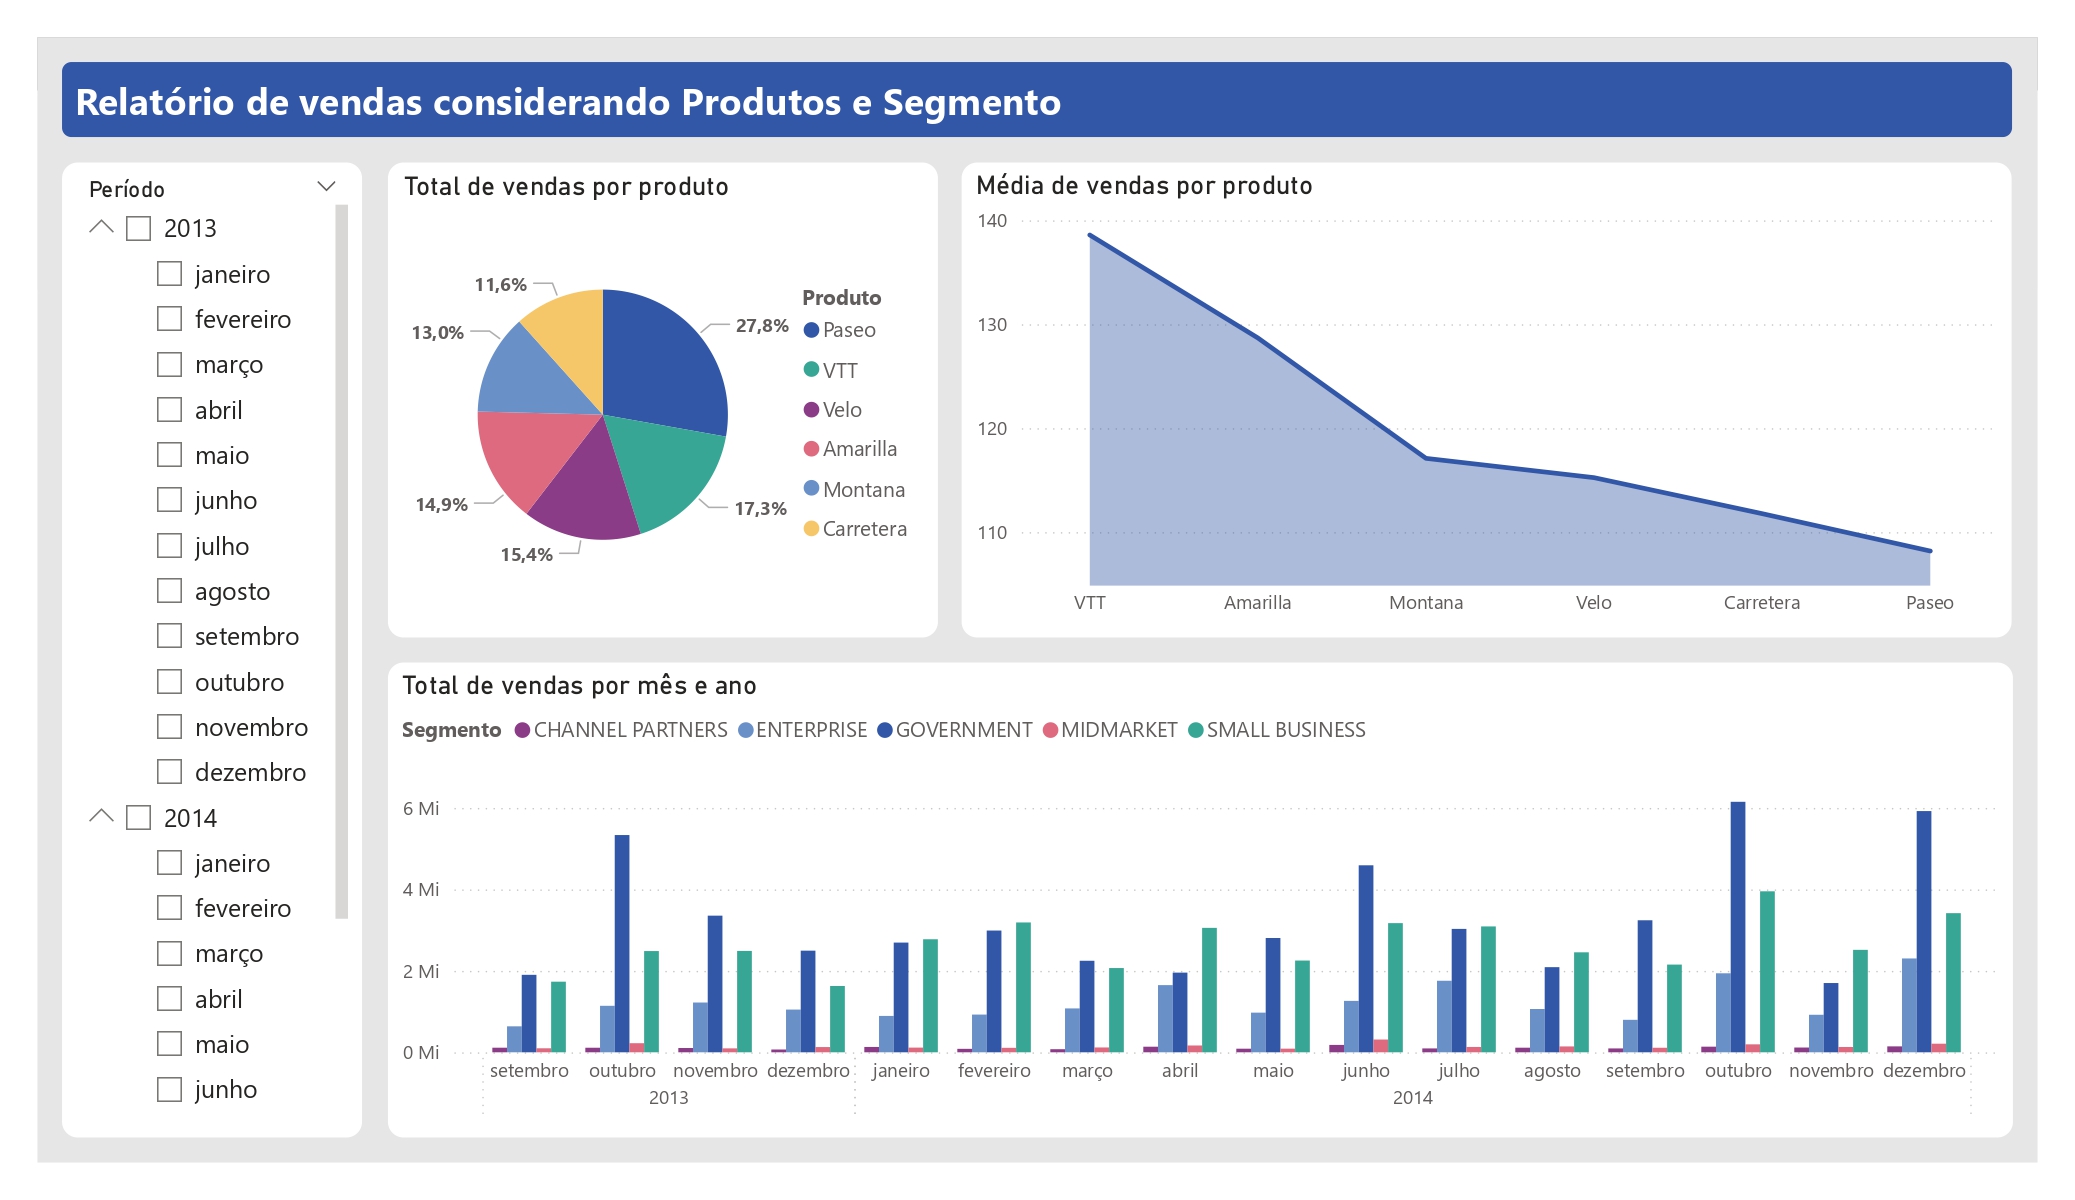 Relatório de vendas considerando Produtos e Segmento
Período
2013
janeiro
fevereiro
março
abril
maio
junho
julho
agosto
setembro
outubro
novembro
dezembro
2014
janeiro
fevereiro
março
abril
maio
junho
Total de vendas por produto
11,6%
13,0%
27,8%
14,9%
17,3%
15,4%
Produto
Paseo
VTT
Velo
Amarilla
Montana
Carretera
Média de vendas por produto
140
130
120
110
VTT Amarilla Montana Velo Carretera Paseo
Total de vendas por mês e ano
Segmento CHANNEL PARTNERS ENTERPRISE GOVERNMENT MIDMARKET SMALL BUSINESS
6 Mi
4 Mi
2 Mi
0 Mi
setembro outubro novembro dezembro janeiro fevereiro março abril maio junho julho agosto setembro outubro novembro dezembro
2013 2014